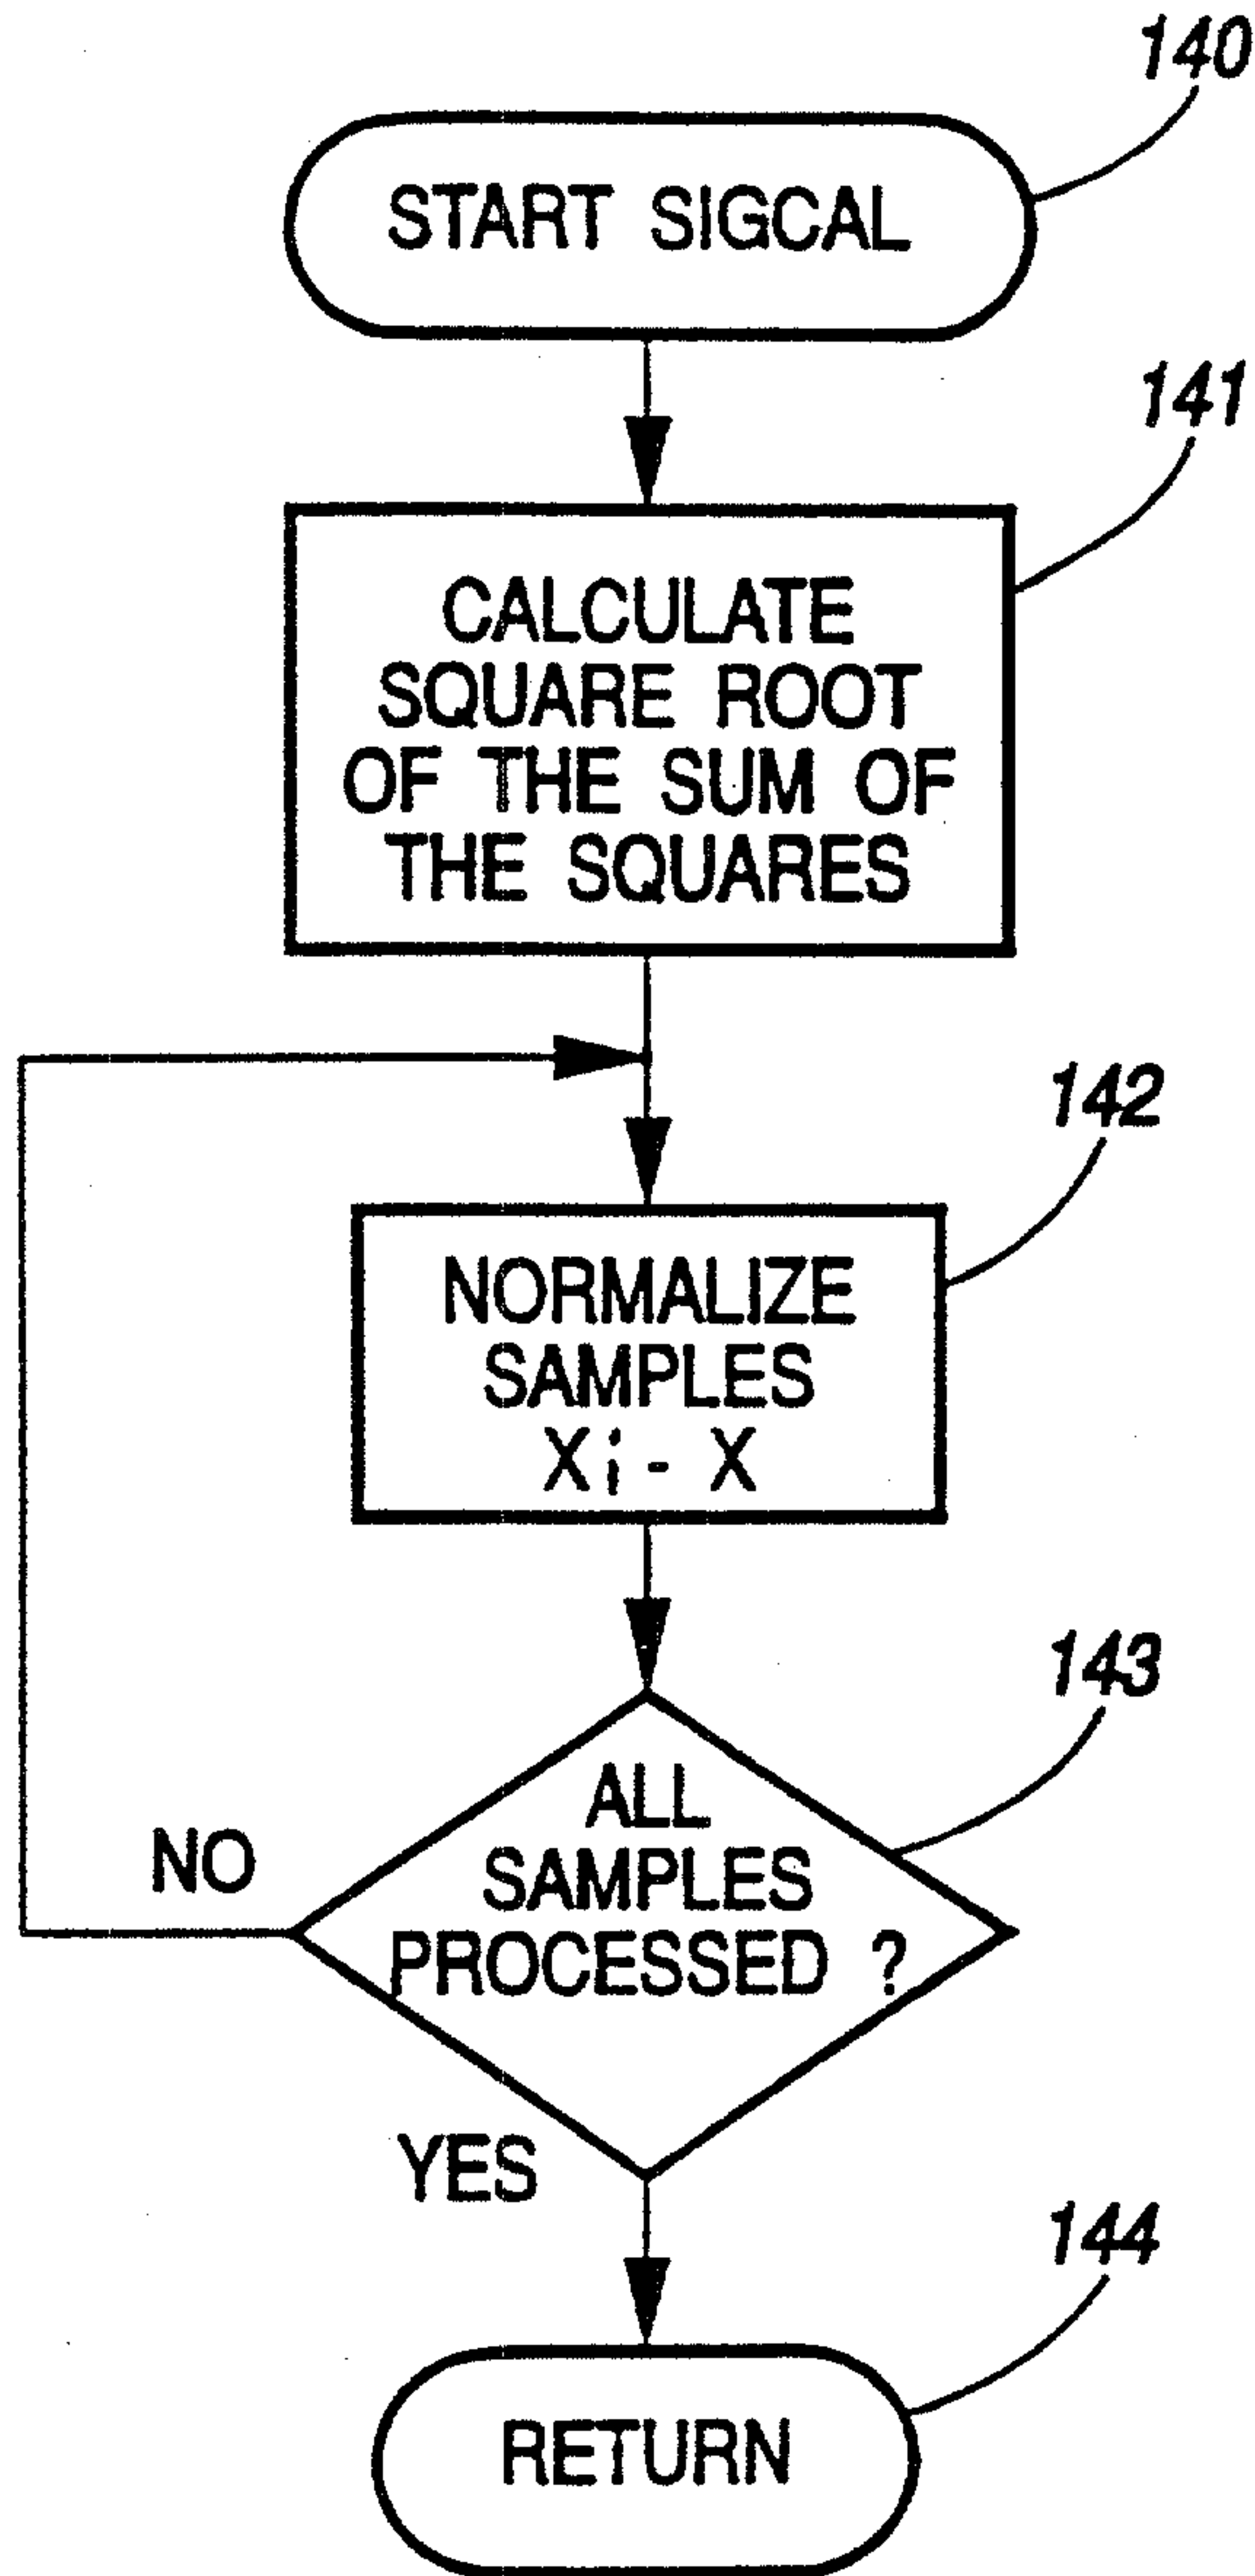 140
START SIGCAL
141
CALCULATE
SQUARE ROOT
OF THE SUM OF
THE SQUARES
142
NORMALIZE
SAMPLES
Xi - X
143
ALL
SAMPLES
PROCESSED ?
NO
YES
144
RETURN